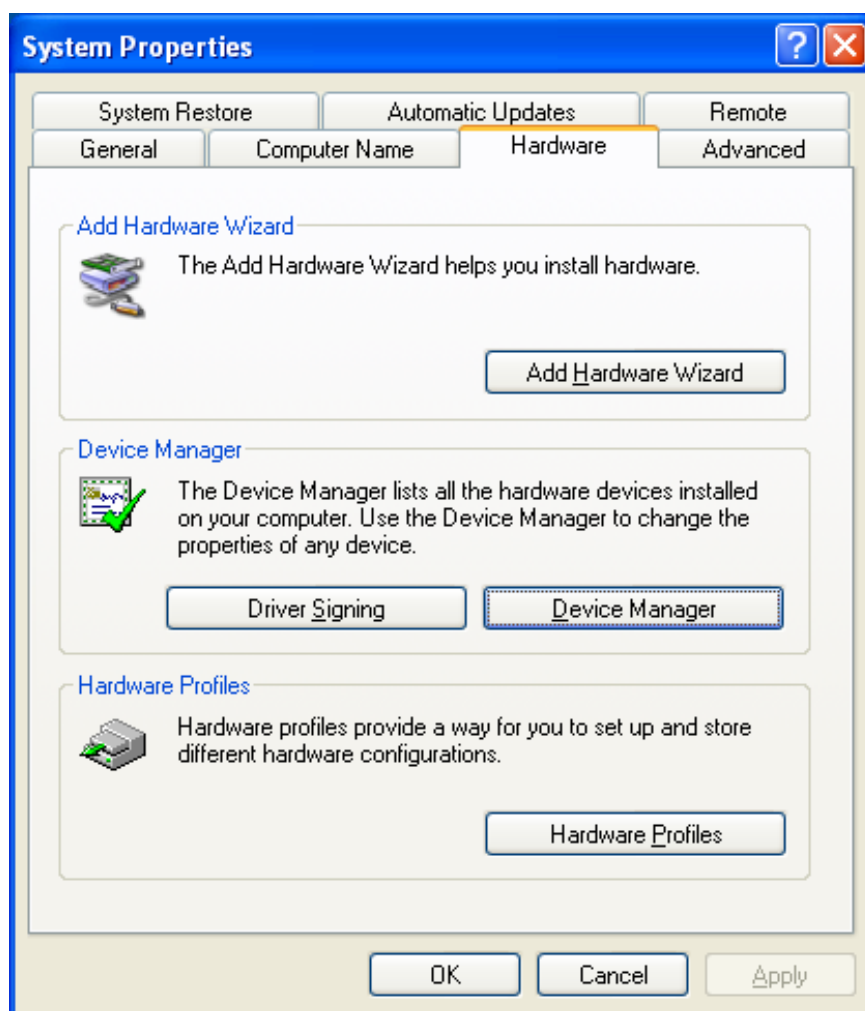 System Properties
System Restore
Automatic Updates
Remote
General
Computer Name
Hardware
Advanced
Add Hardware Wizard
The Add Hardware Wizard helps you install hardware.
Add Hardware Wizard
Device Manager
The Device Manager lists all the hardware devices installed
on your computer. Use the Device Manager to change the
properties of any device.
Driver Signing
Device Manager
Hardware Profiles
Hardware profiles provide a way for you to set up and store
different hardware configurations.
Hardware Profiles
OK
Cancel
Apply